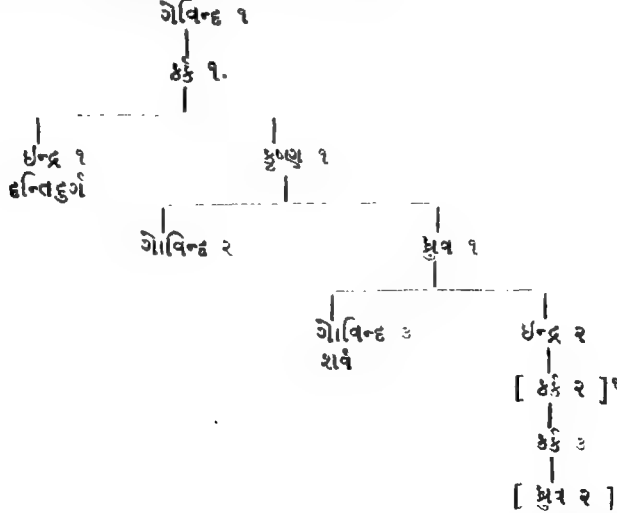 ગોવિન્દ ૧
કર્ક ૧.
ઇન્દ્ર ૧ કૃષ્ણ ૧
દન્તિદુર્ગ
ગોવિન્દ ૨ ધ્રુવ ૧
ગોવિન્દ ૩ ઇન્દ્ર ૨
શર્વ
[ કર્ક ૨ ]૧
કર્ક ૩
[ ધ્રુવ ૨ ]